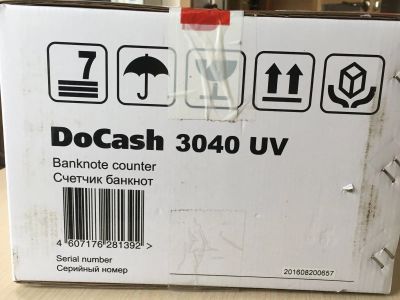 7
DoCash 3040 UV
Banknote counter
Счетчик банкнот
4 607176 281392 >
Serial number
Серийный номер
201608200657